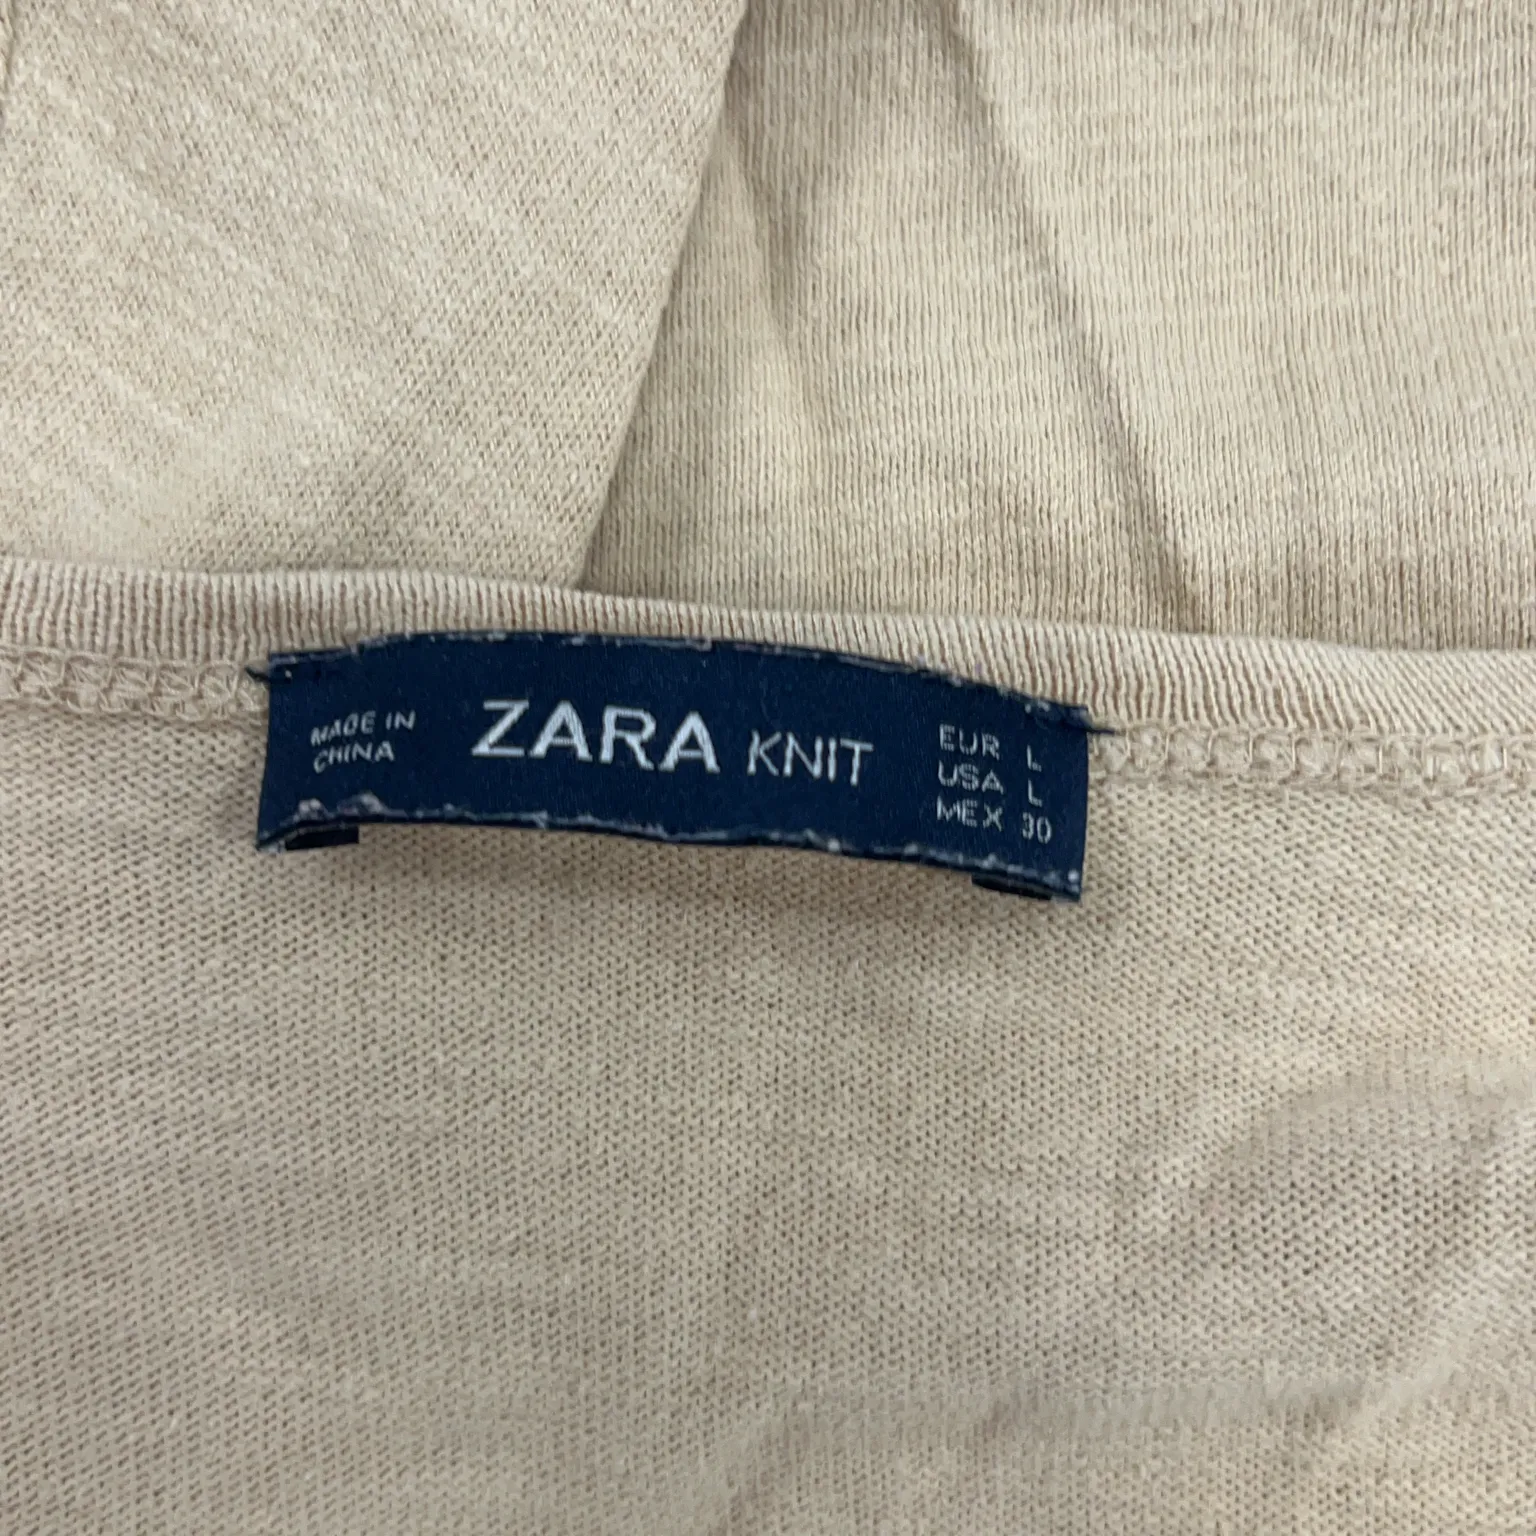 MADE IN
CHINA
ZARA KNIT
EUR L
USA L
MEX 30